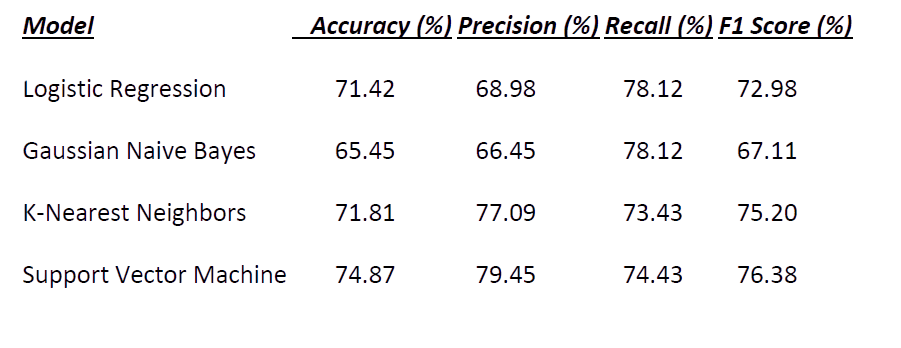 Model Accuracy (%) Precision (%) Recall (%) F1 Score (%)
Logistic Regression 71.42 68.98 78.12 72.98
Gaussian Naive Bayes 65.45 66.45 78.12 67.11
K-Nearest Neighbors 71.81 77.09 73.43 75.20
Support Vector Machine 74.87 79.45 74.43 76.38